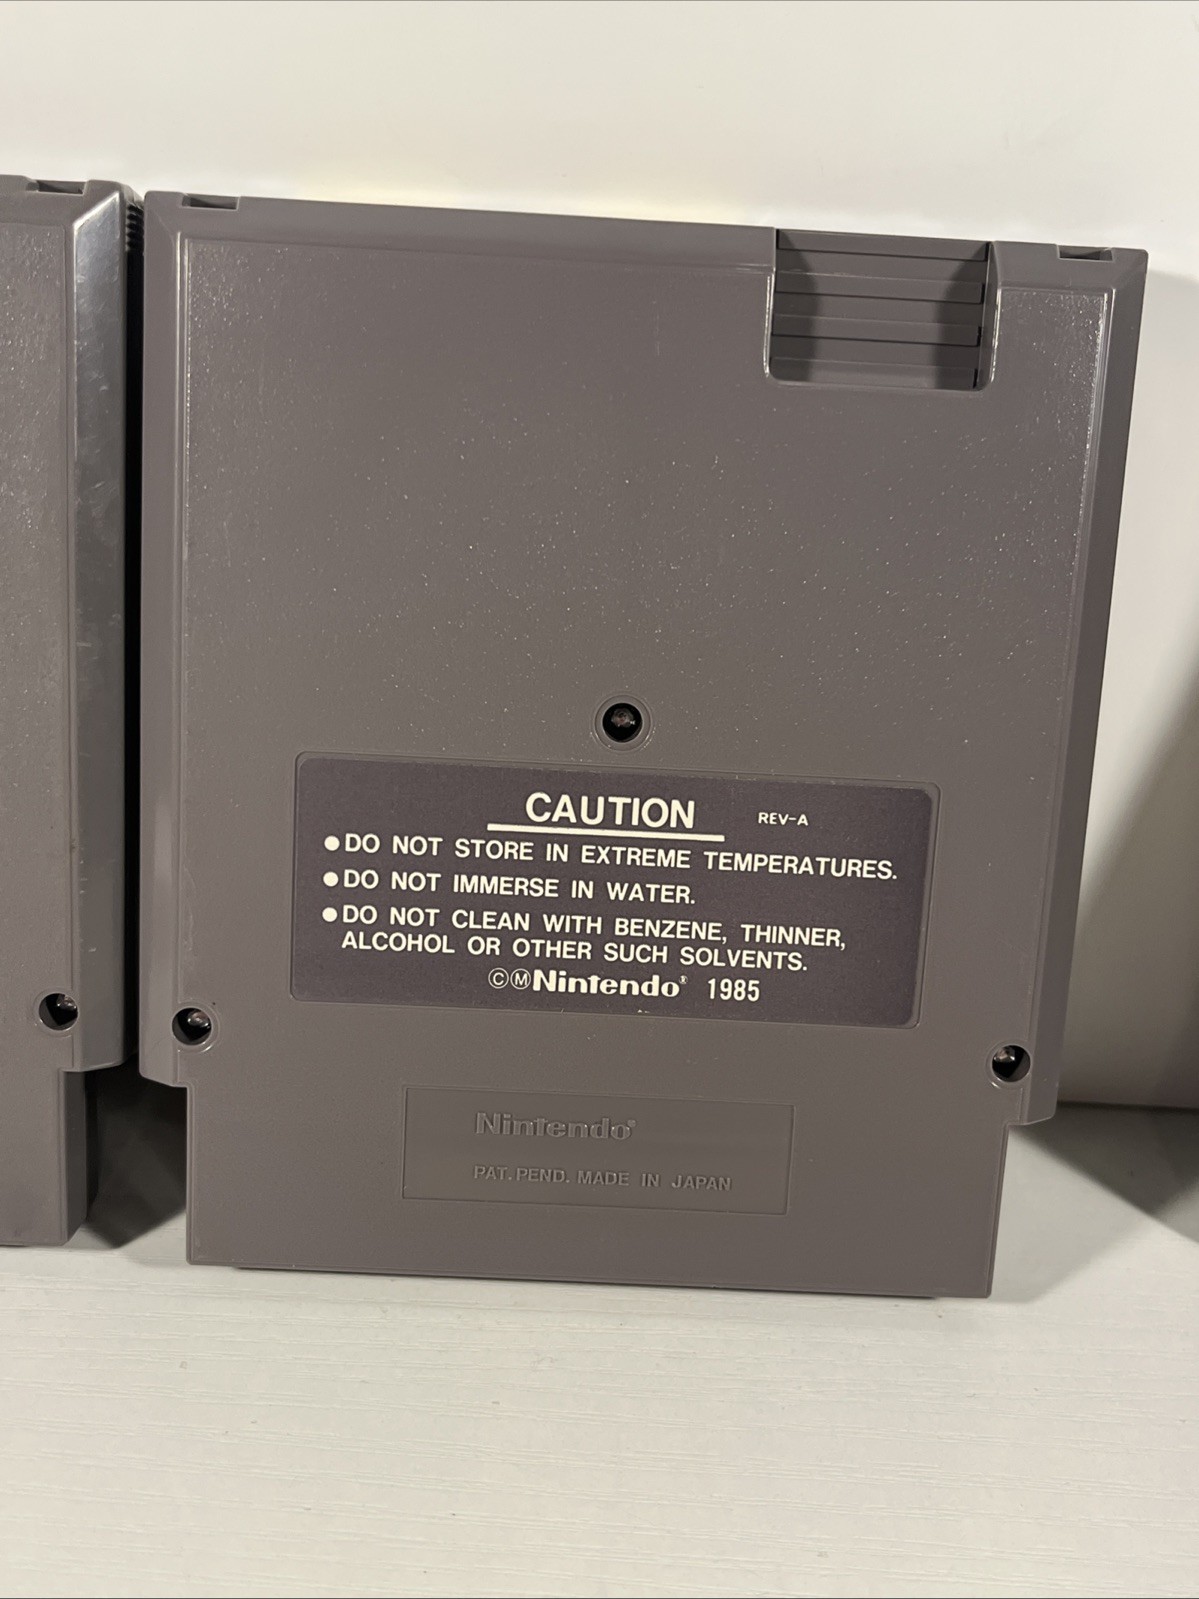 CAUTION REV-A
●DO NOT STORE IN EXTREME TEMPERATURES.
●DO NOT IMMERSE IN WATER.
●DO NOT CLEAN WITH BENZENE, THINNER,
ALCOHOL OR OTHER SUCH SOLVENTS.
©ⓂNintendo® 1985
Nintendo®
PAT. PEND. MADE IN JAPAN